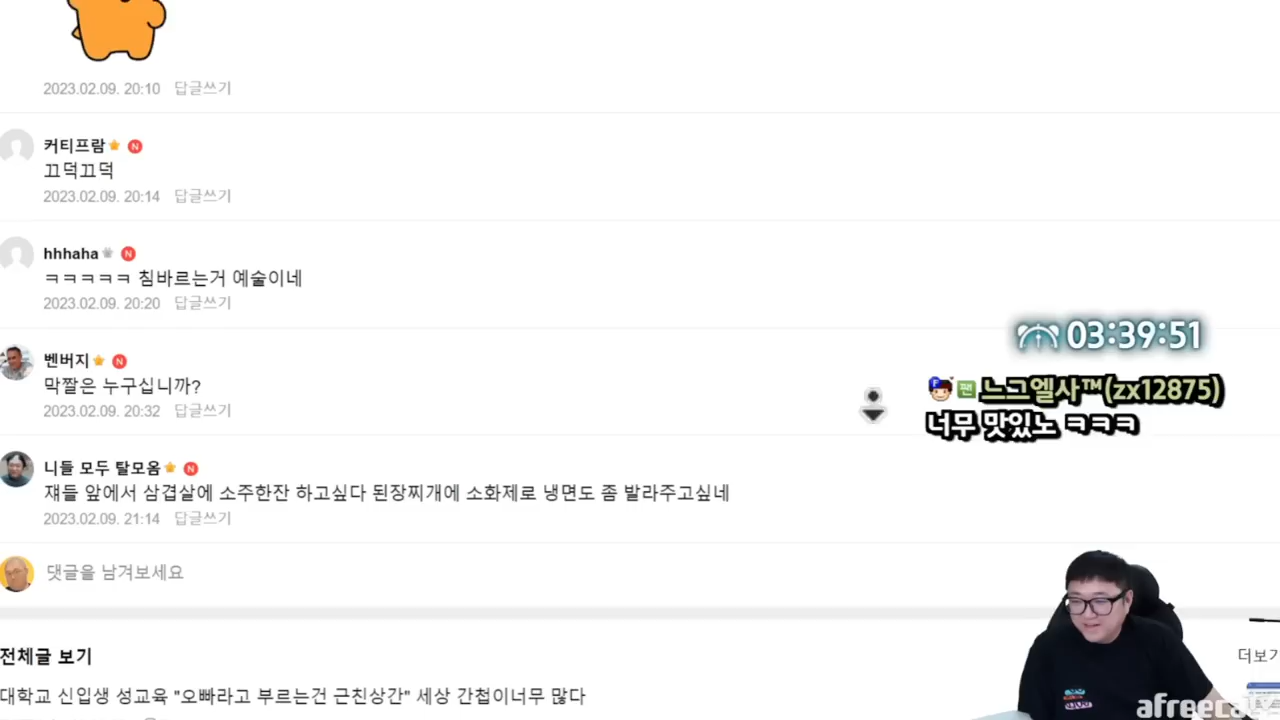 2023.02.09. 20:10 답글쓰기
커티프람 N
끄덕끄덕
2023.02.09. 20:14 답글쓰기
hhhaha N
ㅋㅋㅋㅋㅋ 침바르는거 예술이네
2023.02.09. 20:20 답글쓰기
03:39:51
벤버지 N
막짤은 누구십니까?
2023.02.09. 20:32 답글쓰기
F 팬 느그엘사™(zx12875)
너무 맛있노 ㅋㅋㅋ
니들 모두 탈모옴 N
쟤들 앞에서 삼겹살에 소주한잔 하고싶다 된장찌개에 소화제로 냉면도 좀 발라주고싶네
2023.02.09. 21:14 답글쓰기
댓글을 남겨보세요
전체글 보기
더보기
대학교 신입생 성교육 "오빠라고 부르는건 근친상간" 세상 간첩이너무 많다